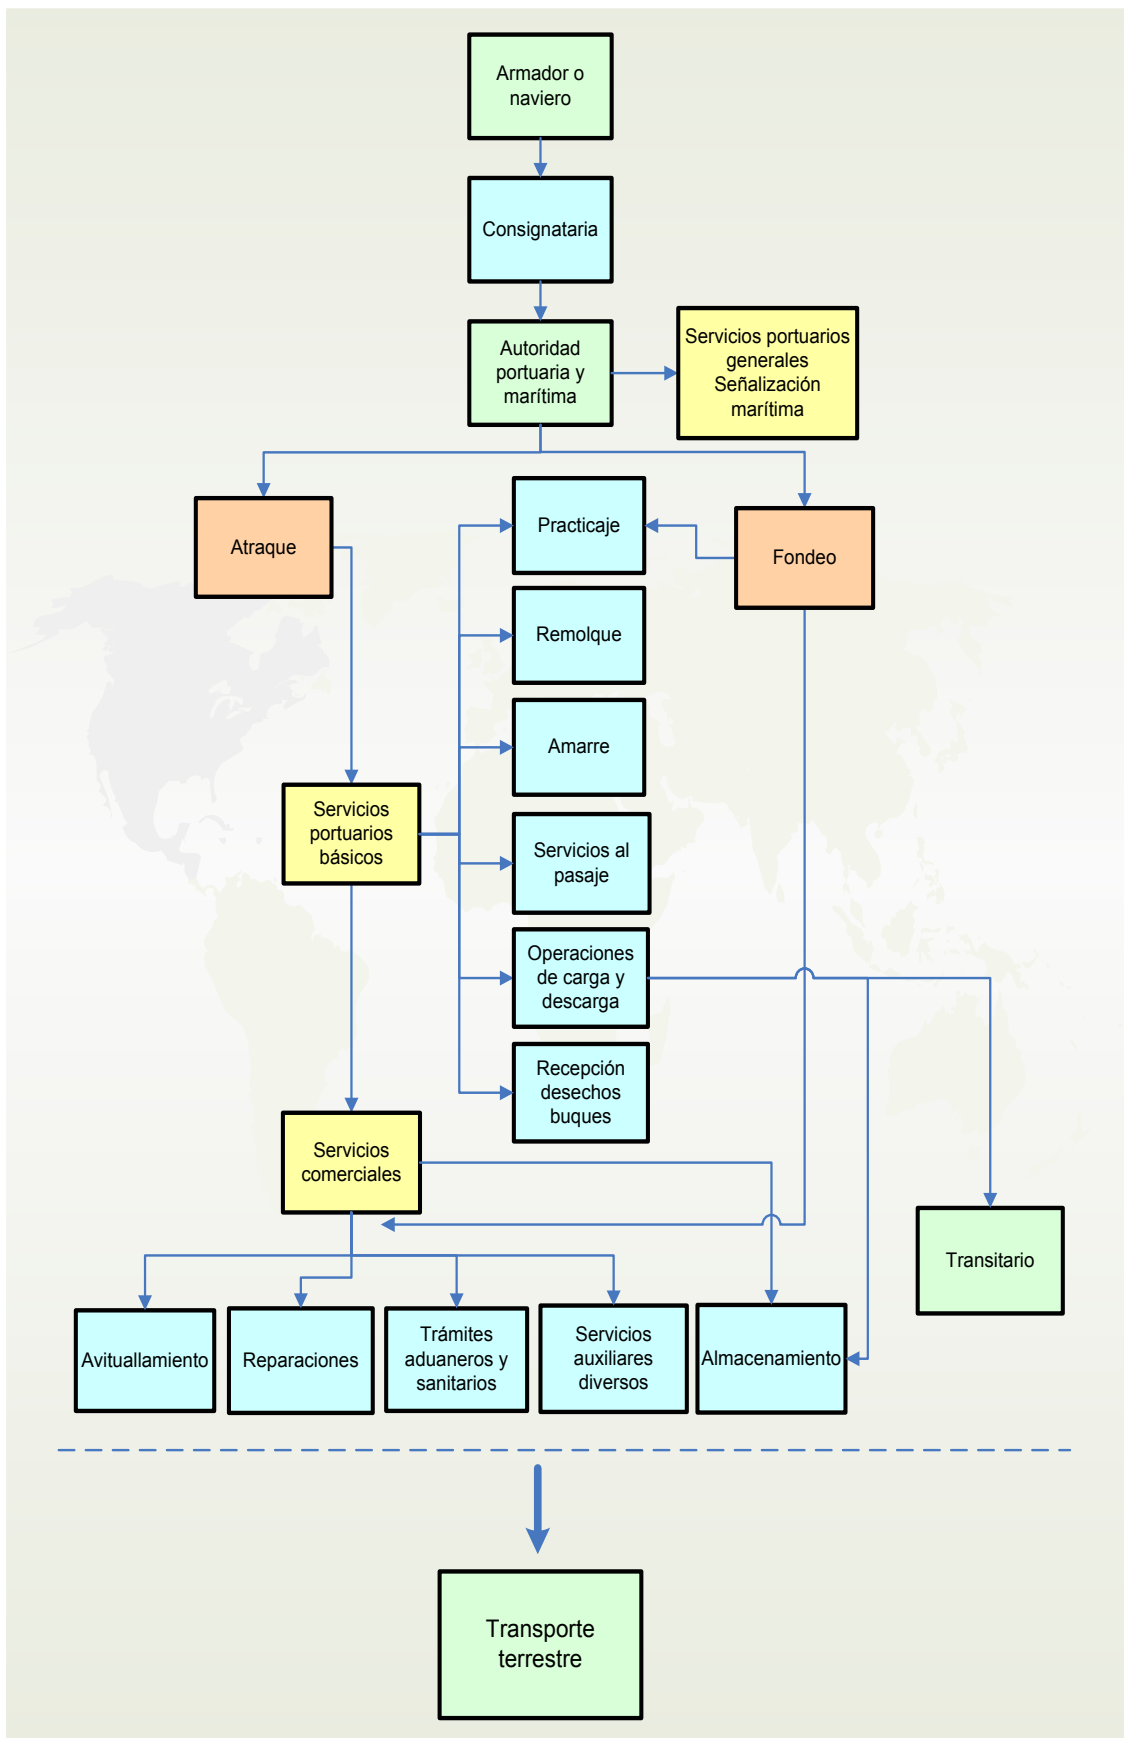 Armador o
naviero
Consignataria
Autoridad
portuaria y
marítima
Servicios portuarios
generales
Señalización
marítima
Atraque
Practicaje
Fondeo
Remolque
Amarre
Servicios
portuarios
básicos
Servicios al
pasaje
Operaciones
de carga y
descarga
Recepción
desechos
buques
Servicios
comerciales
Transitario
Avituallamiento
Reparaciones
Trámites
aduaneros y
sanitarios
Servicios
auxiliares
diversos
Almacenamiento
Transporte
terrestre